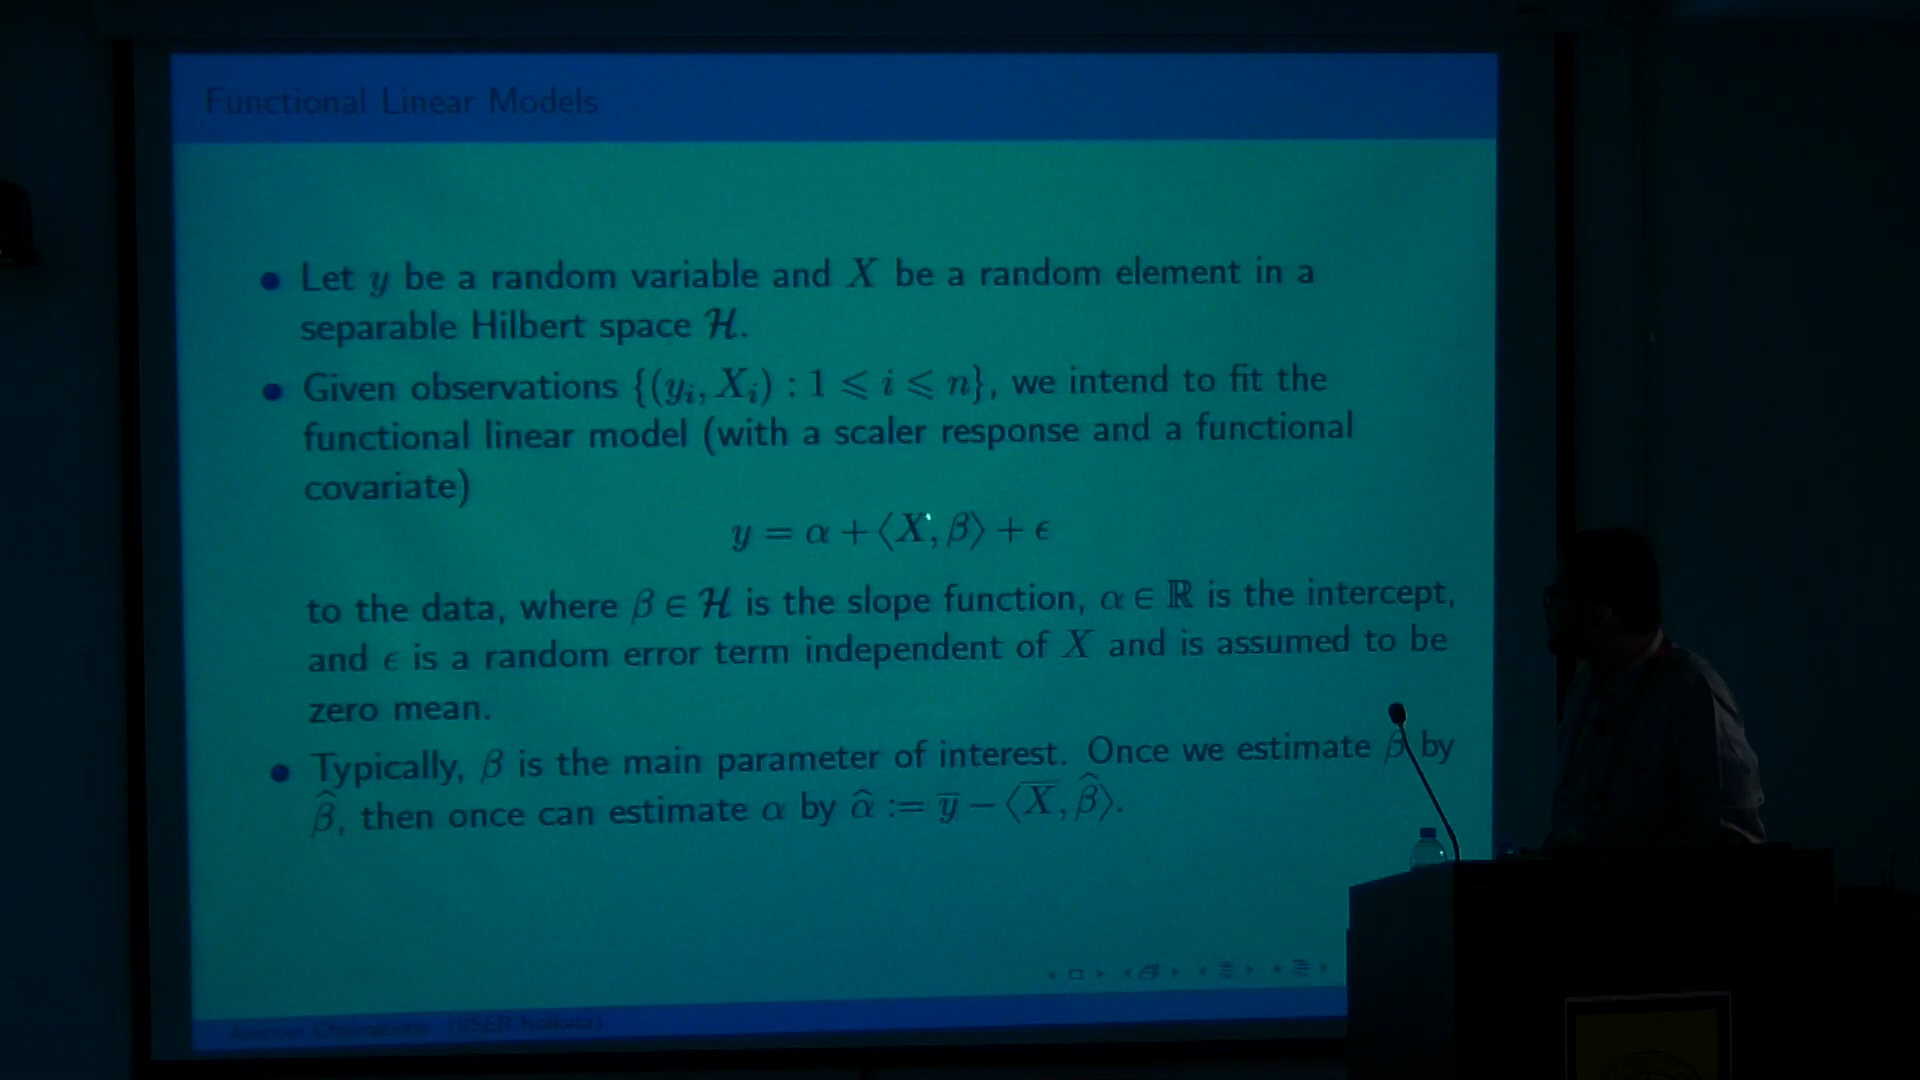 Functional Linear Models
• Let y be a random variable and X be a random element in a
separable Hilbert space ℋ.
• Given observations {(yᵢ, Xᵢ) : 1 ⩽ i ⩽ n}, we intend to fit the
functional linear model (with a scaler response and a functional
covariate)
y = α + ⟨X, β⟩ + ϵ
to the data, where β ∈ ℋ is the slope function, α ∈ ℝ is the intercept,
and ϵ is a random error term independent of X and is assumed to be
zero mean.
• Typically, β is the main parameter of interest. Once we estimate β by
β̂, then once can estimate α by α̂ := y̅ − ⟨X̅, β̂⟩.
(IISER Kolkata)